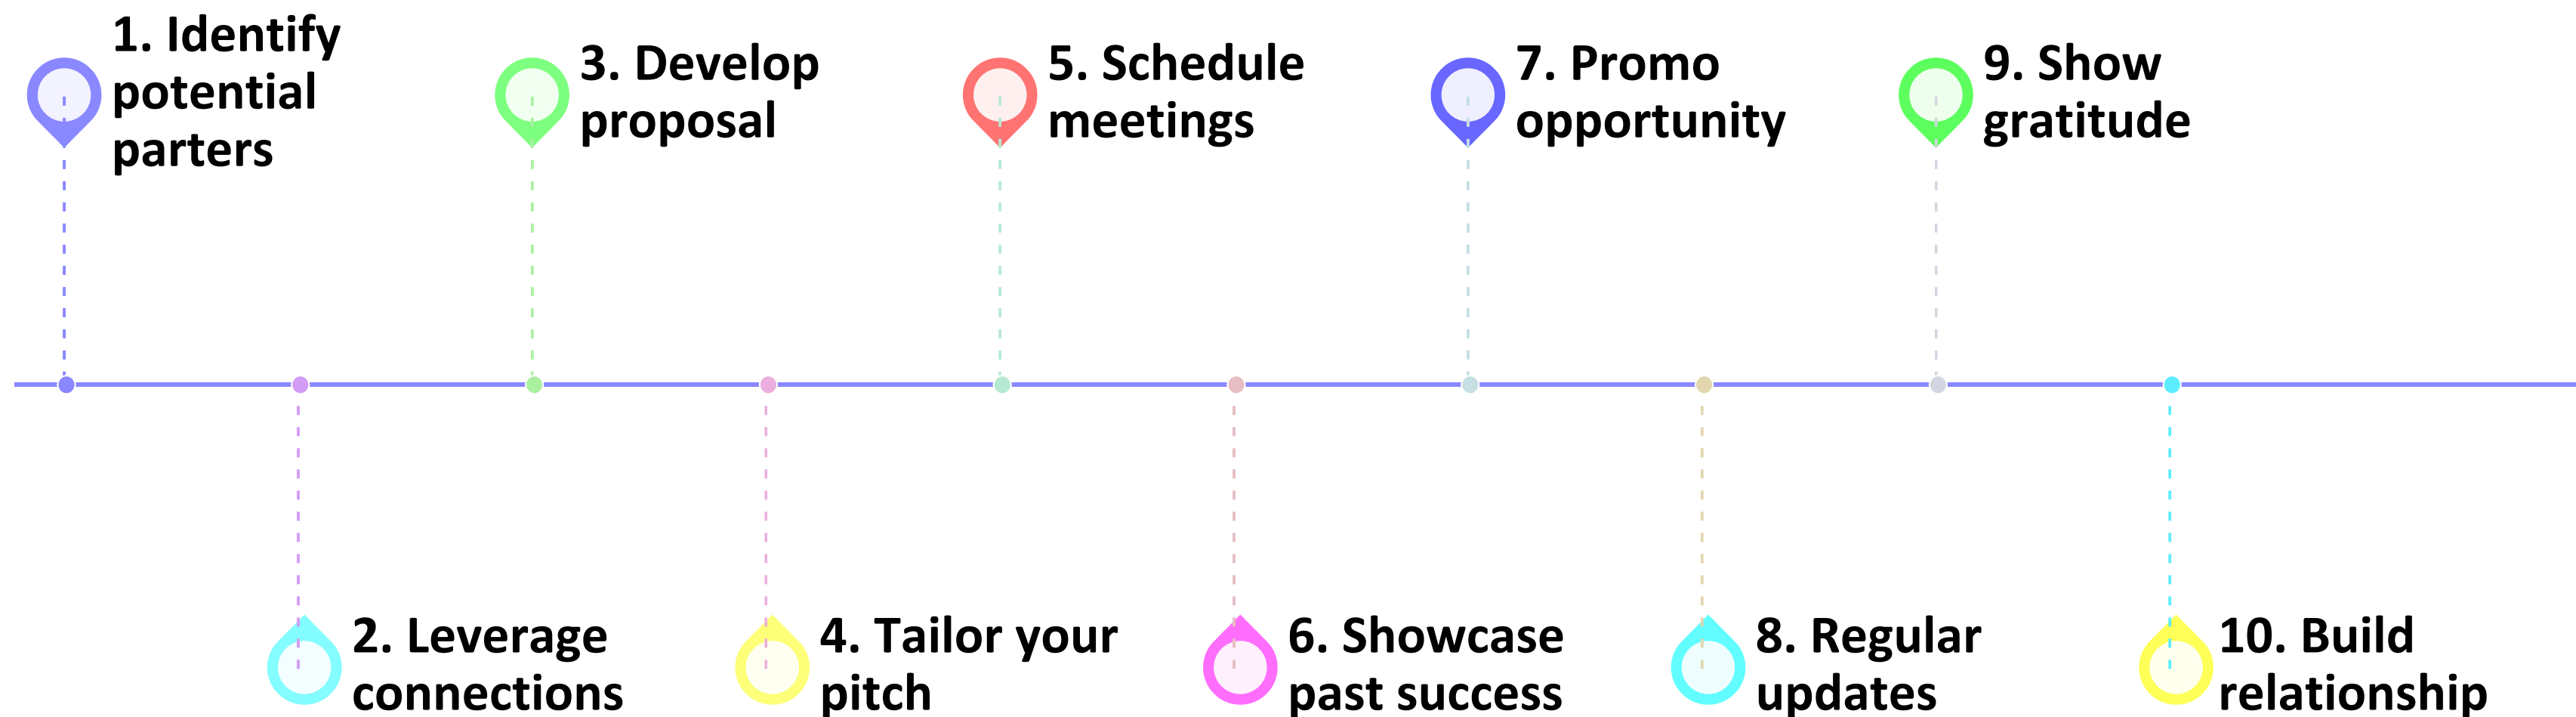 1. Identify
potential
parters
2. Leverage
connections
3. Develop
proposal
4. Tailor your
pitch
5. Schedule
meetings
6. Showcase
past success
7. Promo
opportunity
8. Regular
updates
9. Show
gratitude
10. Build
relationship